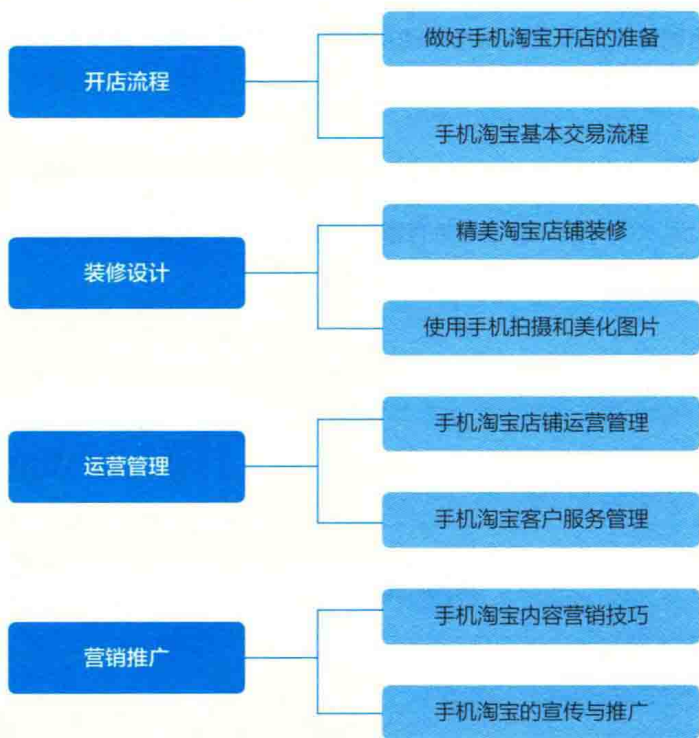 开店流程
做好手机淘宝开店的准备
手机淘宝基本交易流程
装修设计
精美淘宝店铺装修
使用手机拍摄和美化图片
运营管理
手机淘宝店铺运营管理
手机淘宝客户服务管理
营销推广
手机淘宝内容营销技巧
手机淘宝的宣传与推广